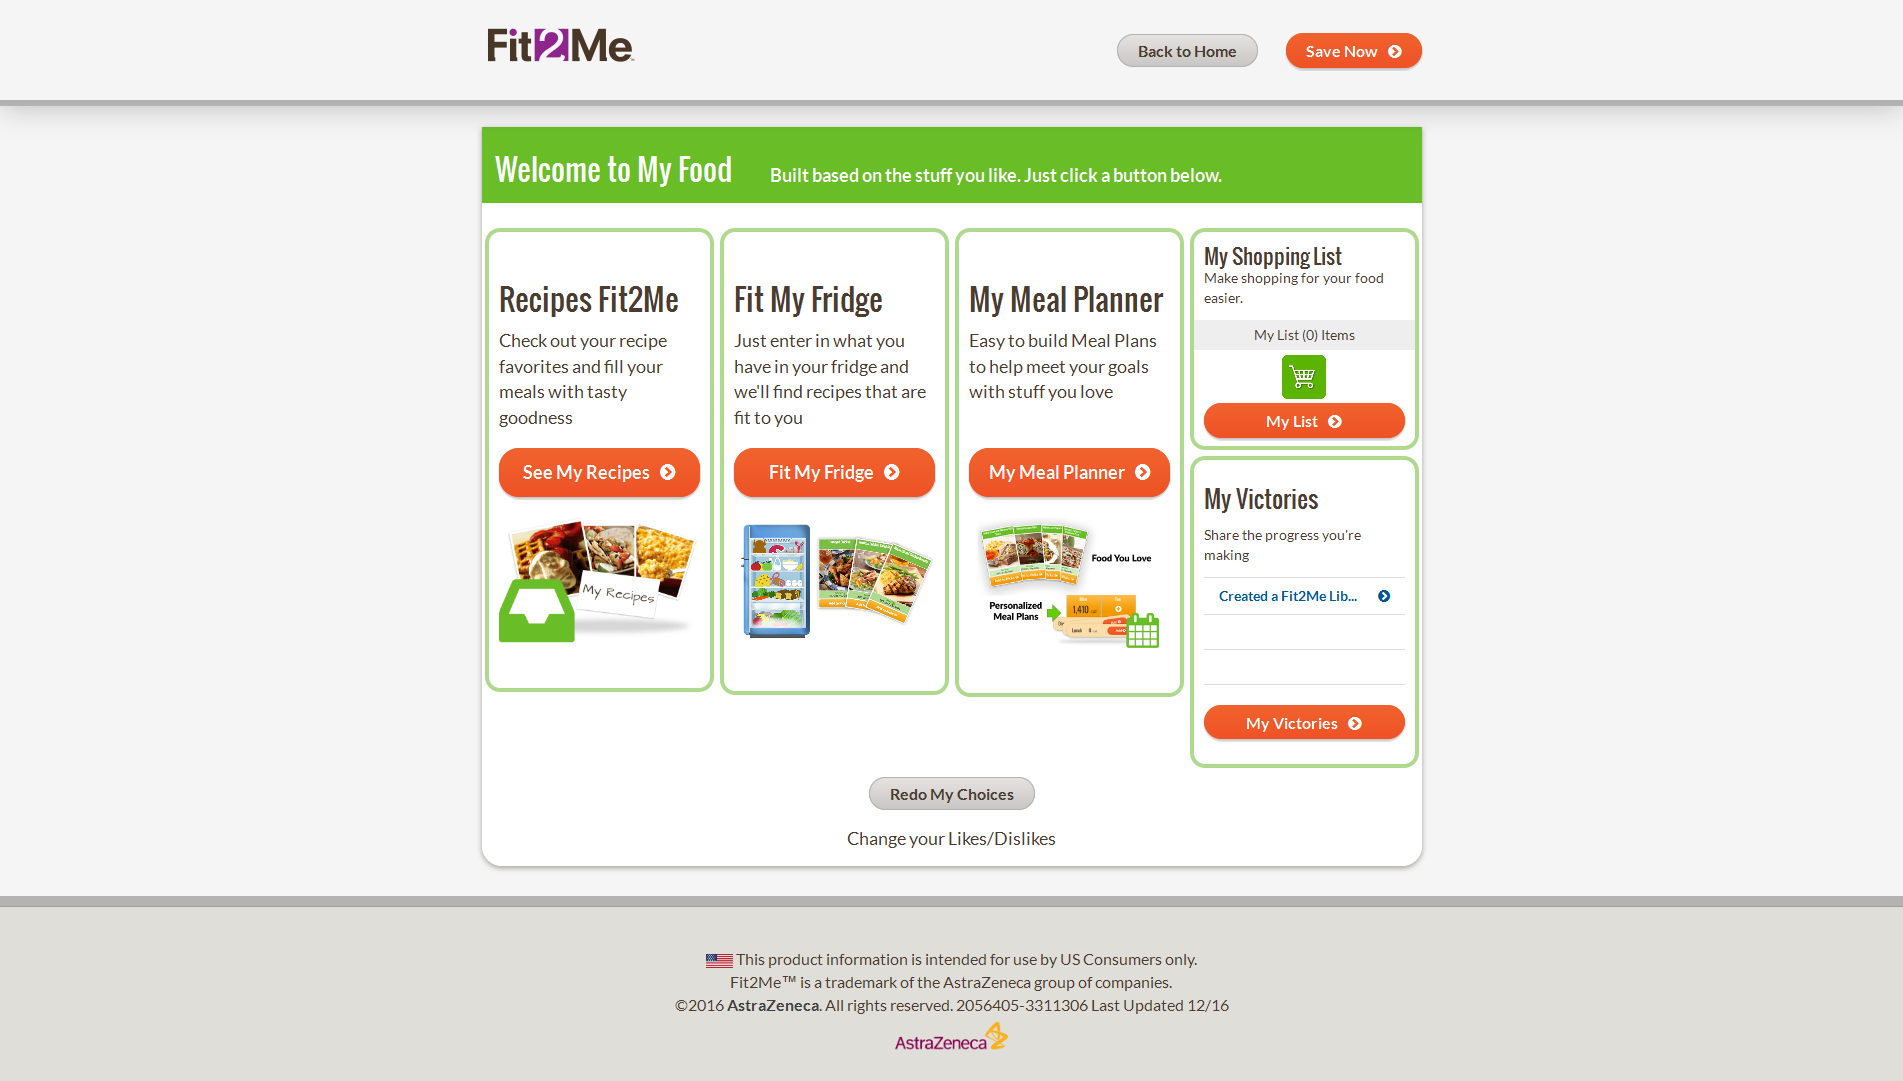 Fit2Me
Back to Home
Save Now
Welcome to My Food
Built based on the stuff you like. Just click a button below.
Recipes Fit2Me
Check out your recipe
favorites and fill your
meals with tasty
goodness
See My Recipes
My Recipes
Fit My Fridge
Just enter in what you
have in your fridge and
we'll find recipes that are
fit to you
Fit My Fridge
My Meal Planner
Easy to build Meal Plans
to help meet your goals
with stuff you love
My Meal Planner
Food You Love
Personalized
Meal Plans
1,410
Lunch
My Shopping List
Make shopping for your food
easier.
My List (0) Items
My List
My Victories
Share the progress you're
making
Created a Fit2Me Lib...
My Victories
Redo My Choices
Change your Likes/Dislikes
This product information is intended for use by US Consumers only.
Fit2Me™ is a trademark of the AstraZeneca group of companies.
©2016 AstraZeneca. All rights reserved. 2056405-3311306 Last Updated 12/16
AstraZeneca